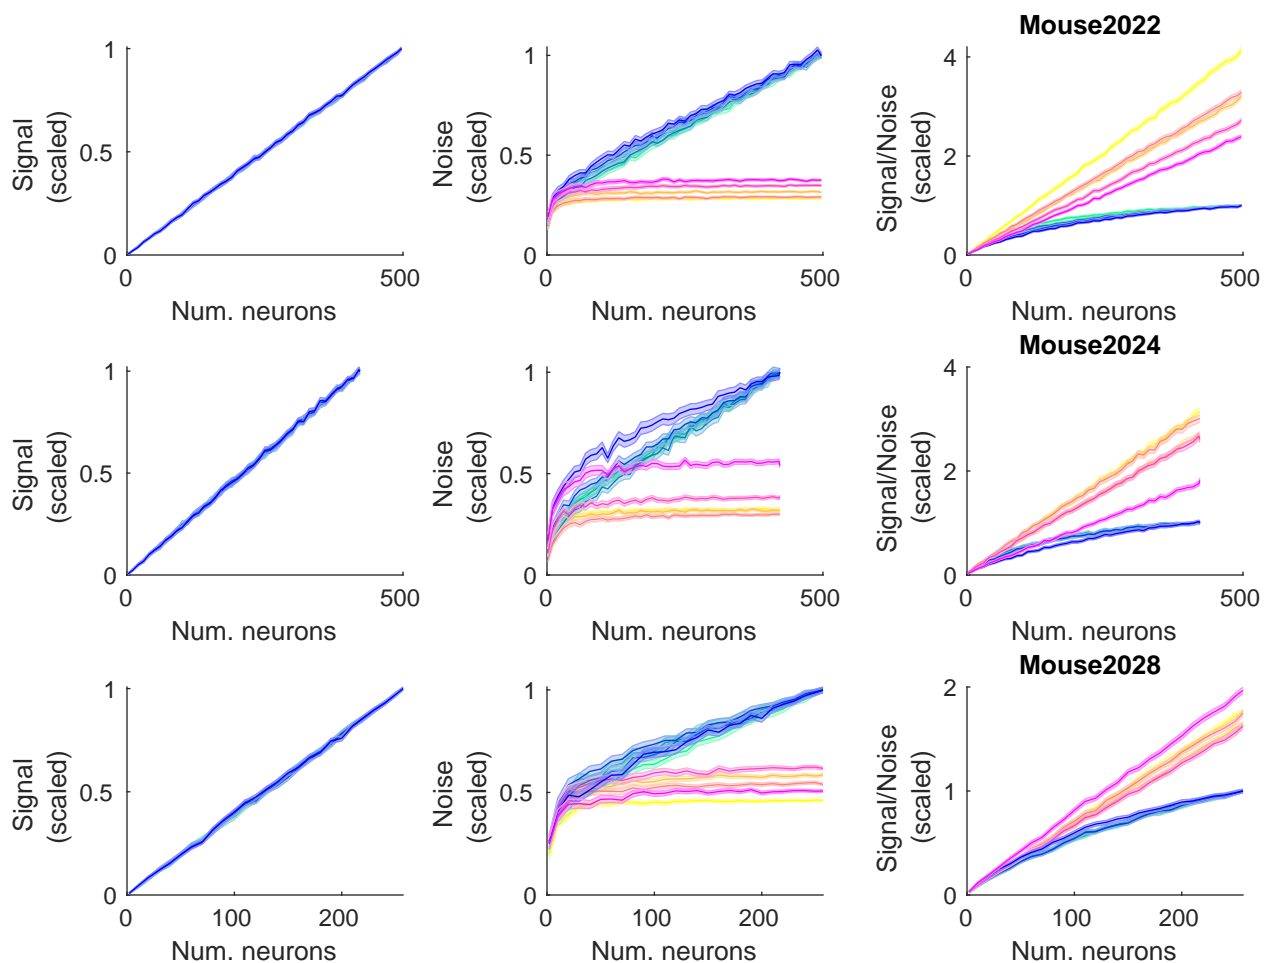 Mouse2022
1
0.5
0
0
500
Signal
(scaled)
Num. neurons
1
0.5
0
0
500
Noise
(scaled)
Num. neurons
4
2
0
0
500
Signal/Noise
(scaled)
Num. neurons
Mouse2024
1
0.5
0
0
500
Signal
(scaled)
Num. neurons
1
0.5
0
0
500
Noise
(scaled)
Num. neurons
4
2
0
0
500
Signal/Noise
(scaled)
Num. neurons
Mouse2028
1
0.5
0
0
100
200
Signal
(scaled)
Num. neurons
1
0.5
0
0
100
200
Noise
(scaled)
Num. neurons
2
1
0
0
100
200
Signal/Noise
(scaled)
Num. neurons